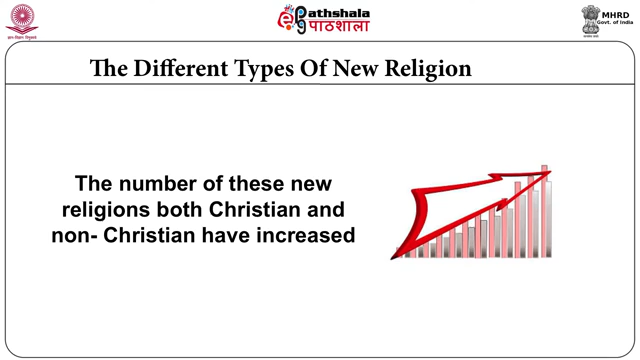 ePathshala
पाठशाला
MHRD
Govt. of India
The Different Types Of New Religion
The number of these new
religions both Christian and
non- Christian have increased